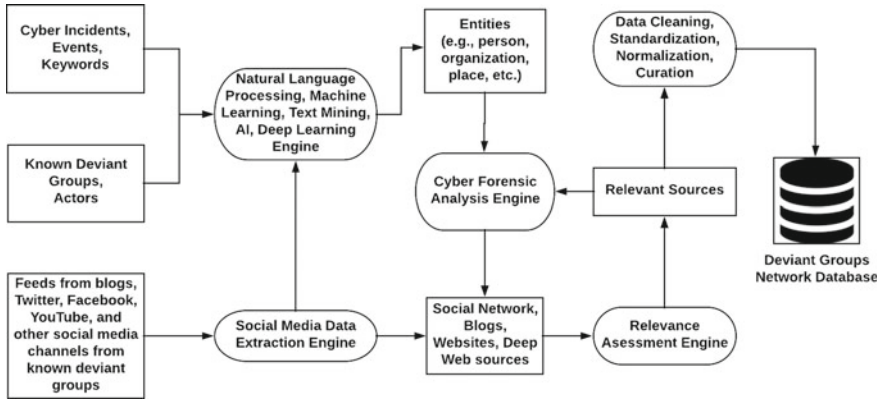 Cyber Incidents,
Events,
Keywords
Known Deviant
Groups,
Actors
Feeds from blogs,
Twitter, Facebook,
YouTube, and
other social media
channels from
known deviant
groups
Natural Language
Processing, Machine
Learning, Text Mining,
AI, Deep Learning
Engine
Social Media Data
Extraction Engine
Entities
(e.g., person,
organization,
place, etc.)
Cyber Forensic
Analysis Engine
Social Network,
Blogs,
Websites, Deep
Web sources
Data Cleaning,
Standardization,
Normalization,
Curation
Relevant Sources
Relevance
Asessment Engine
Deviant Groups
Network Database